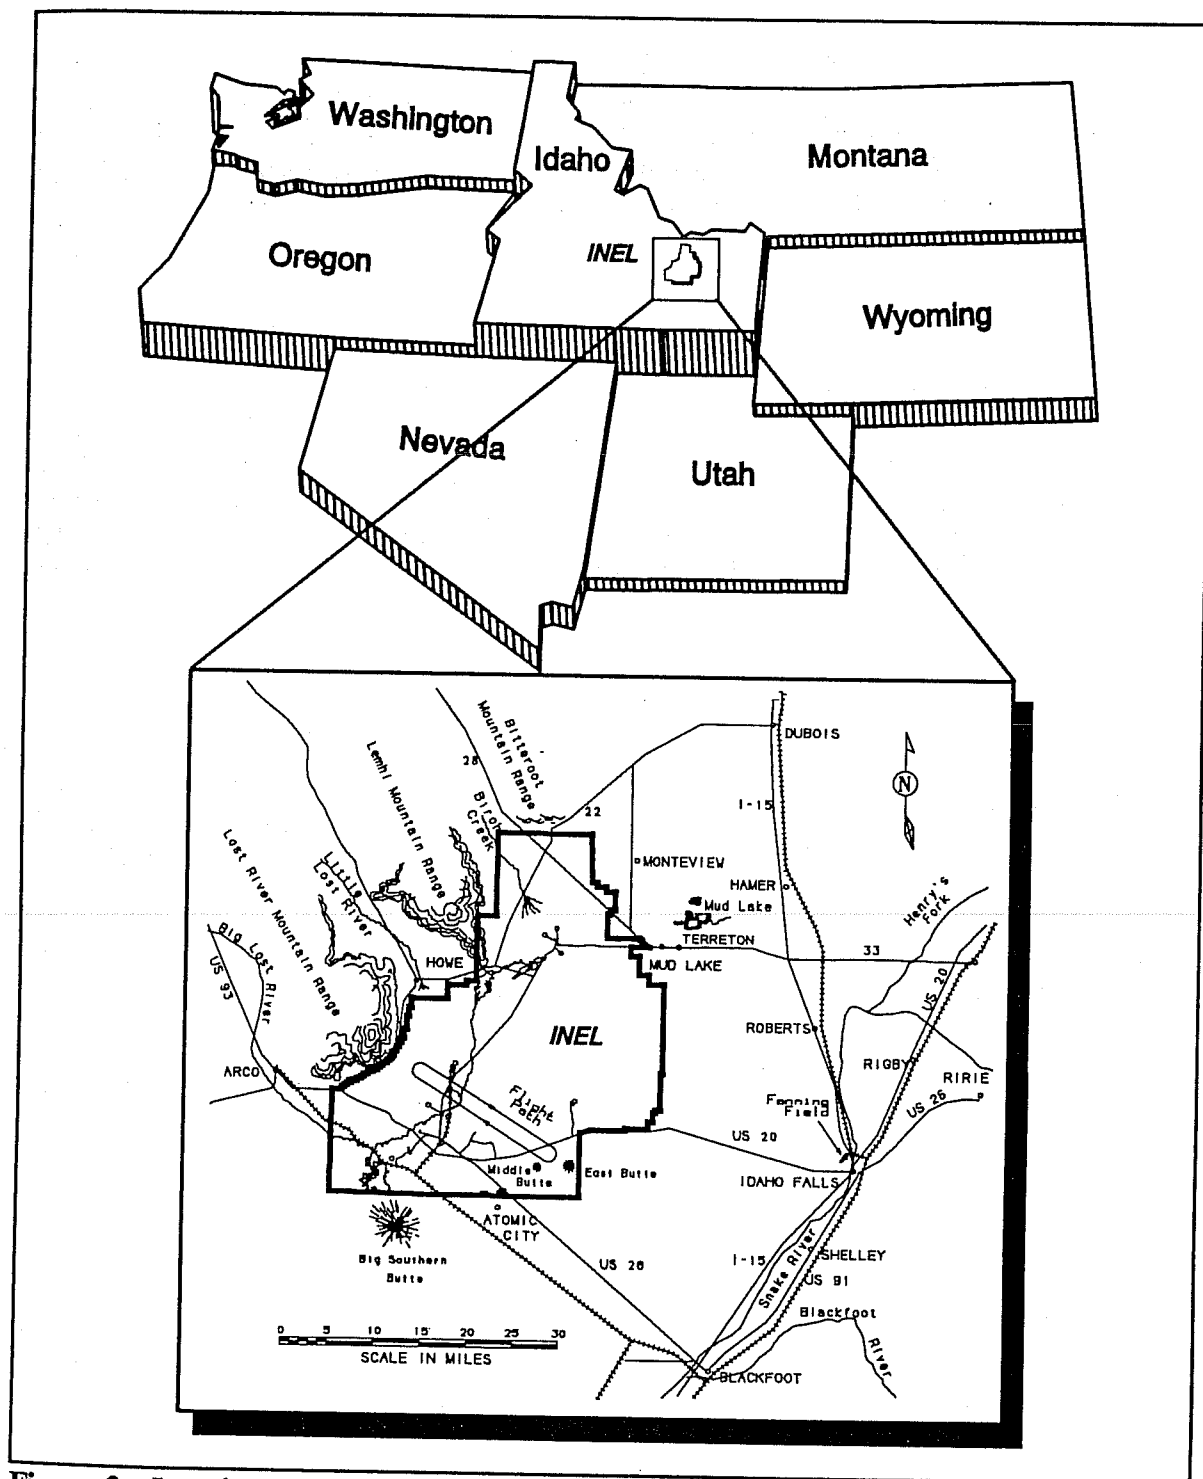 Washington
Idaho
Montana
Oregon
INEL
Wyoming
Nevada
Utah
Bitteroot
Mountain Range
28
Lemhi Mountain Range
Birch
Creek
22
DUBOIS
I-15
N
Lost River Mountain Range
Little
Lost
River
MONTEVIEW
HAMER
Mud Lake
Henry's
Fork
Big Lost
River
US 93
HOWE
TERRETON
MUD LAKE
33
US 20
INEL
ROBERTS
RIGBY
RIRIE
ARCO
Flight
Path
Fanning
Field
US 26
US 20
Middle
Butte
East Butte
IDAHO FALLS
ATOMIC
CITY
Big Southern
Butte
US 26
I-15
Snake River
SHELLEY
US 91
Blackfoot
River
0 5 10 15 20 25 30
SCALE IN MILES
BLACKFOOT